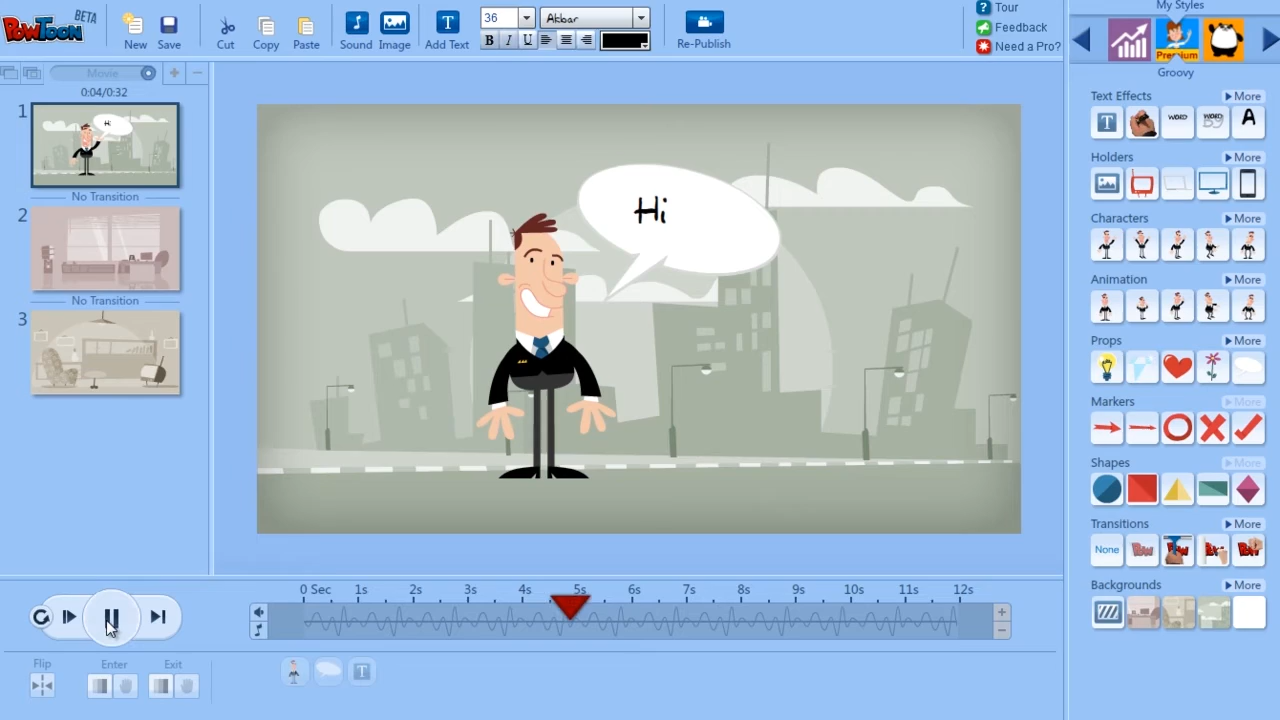 POWTOON BETA
New
Save
Cut
Copy
Paste
Sound
Image
T
Add Text
36
Akbar
B I U
Re-Publish
? Tour
Feedback
Need a Pro?
My Styles
Premium
Groovy
Movie
0:04/0:32
1
Hi
No Transition
2
No Transition
3
Hi
Text Effects
More
T
WORD
WORD
A
Holders
More
Characters
More
Animation
More
Props
More
Markers
More
Shapes
More
Transitions
More
None
Backgrounds
More
0 Sec 1s 2s 3s 4s 5s 6s 7s 8s 9s 10s 11s 12s
Flip
Enter
Exit
T